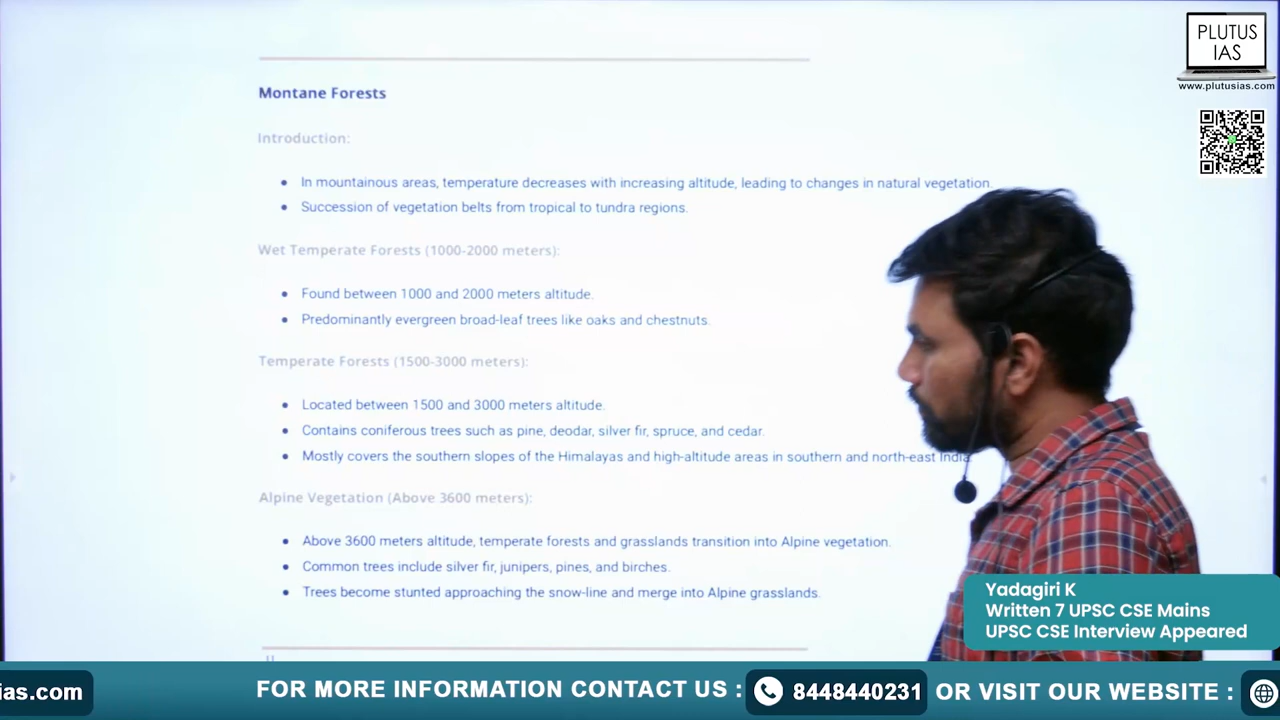 PLUTUS
IAS
www.plutusias.com
Montane Forests
Introduction:
In mountainous areas, temperature decreases with increasing altitude, leading to changes in natural vegetation.
Succession of vegetation belts from tropical to tundra regions.
Wet Temperate Forests (1000-2000 meters):
Found between 1000 and 2000 meters altitude.
Predominantly evergreen broad-leaf trees like oaks and chestnuts.
Temperate Forests (1500-3000 meters):
Located between 1500 and 3000 meters altitude.
Contains coniferous trees such as pine, deodar, silver fir, spruce, and cedar.
Mostly covers the southern slopes of the Himalayas and high-altitude areas in southern and north-east India.
Alpine Vegetation (Above 3600 meters):
Above 3600 meters altitude, temperate forests and grasslands transition into Alpine vegetation.
Common trees include silver fir, junipers, pines, and birches.
Trees become stunted approaching the snow-line and merge into Alpine grasslands.
Yadagiri K
Written 7 UPSC CSE Mains
UPSC CSE Interview Appeared
ias.com FOR MORE INFORMATION CONTACT US : 8448440231 OR VISIT OUR WEBSITE :